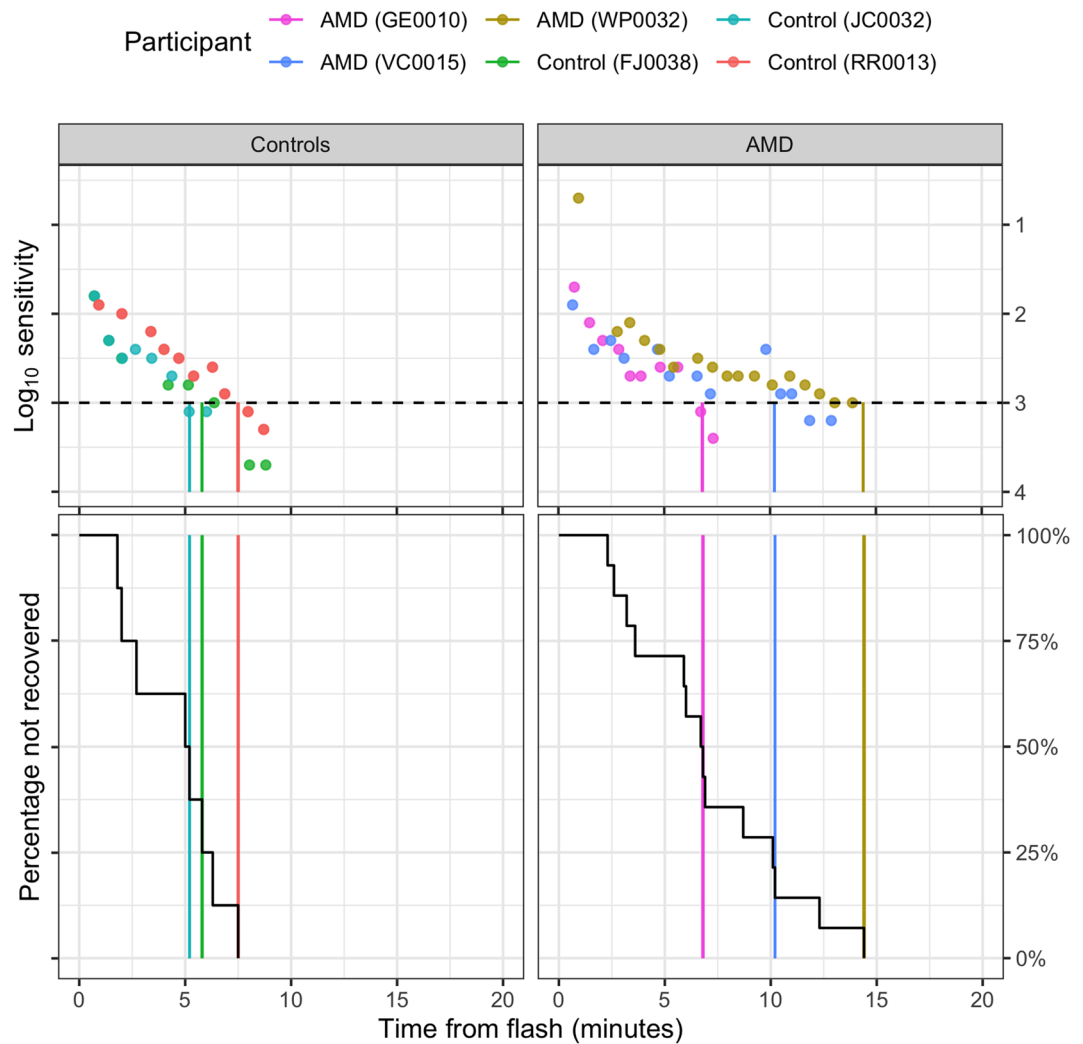 Participant
AMD (GE0010) AMD (WP0032) Control (JC0032)
AMD (VC0015) Control (FJ0038) Control (RR0013)
Controls AMD
Log₁₀ sensitivity
1
2
3
4
Percentage not recovered
100%
75%
50%
25%
0%
0 5 10 15 20 0 5 10 15 20
Time from flash (minutes)